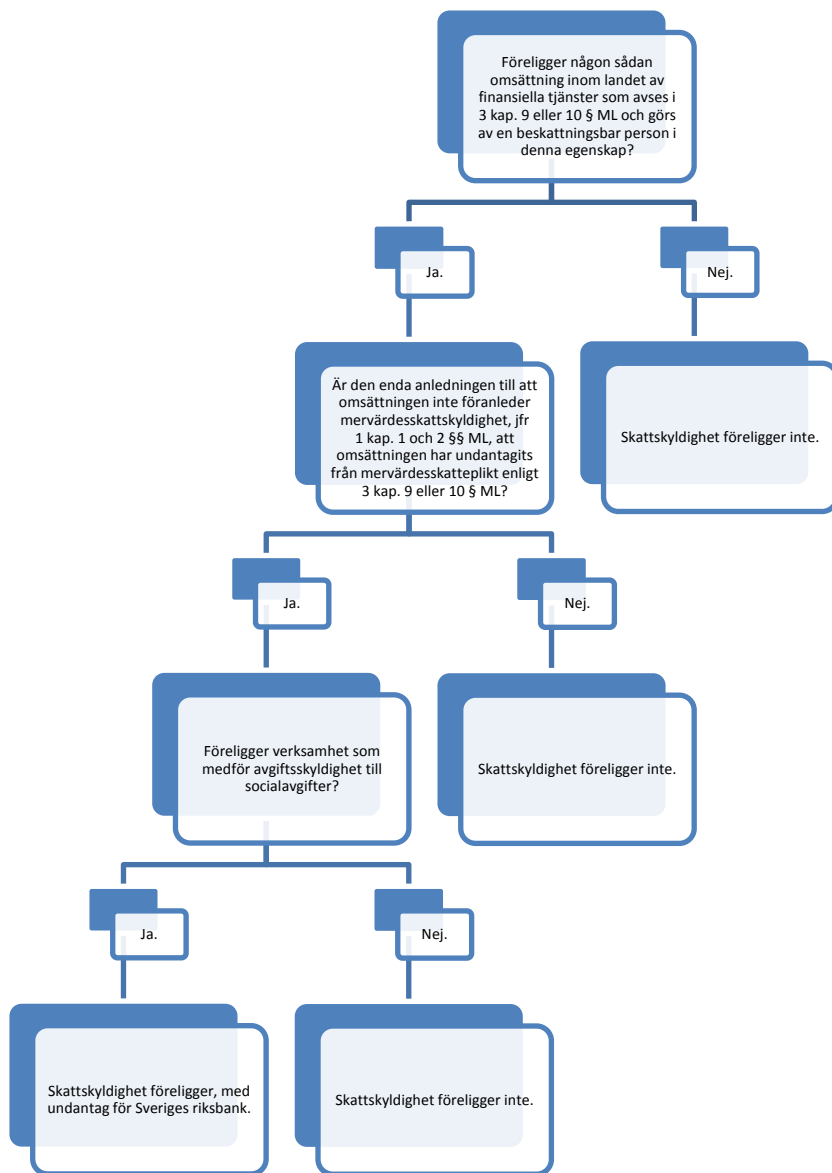 Föreligger någon sådan
omsättning inom landet av
finansiella tjänster som avses i
3 kap. 9 eller 10 § ML och görs
av en beskattningsbar person i
denna egenskap?
Ja.
Nej.
Är den enda anledningen till att
omsättningen inte föranleder
mervärdesskattskyldighet, jfr
1 kap. 1 och 2 §§ ML, att
omsättningen har undantagits
från mervärdesskatteplikt enligt
3 kap. 9 eller 10 § ML?
Skattskyldighet föreligger inte.
Ja.
Nej.
Föreligger verksamhet som
medför avgiftsskyldighet till
socialavgifter?
Skattskyldighet föreligger inte.
Ja.
Nej.
Skattskyldighet föreligger, med
undantag för Sveriges riksbank.
Skattskyldighet föreligger inte.